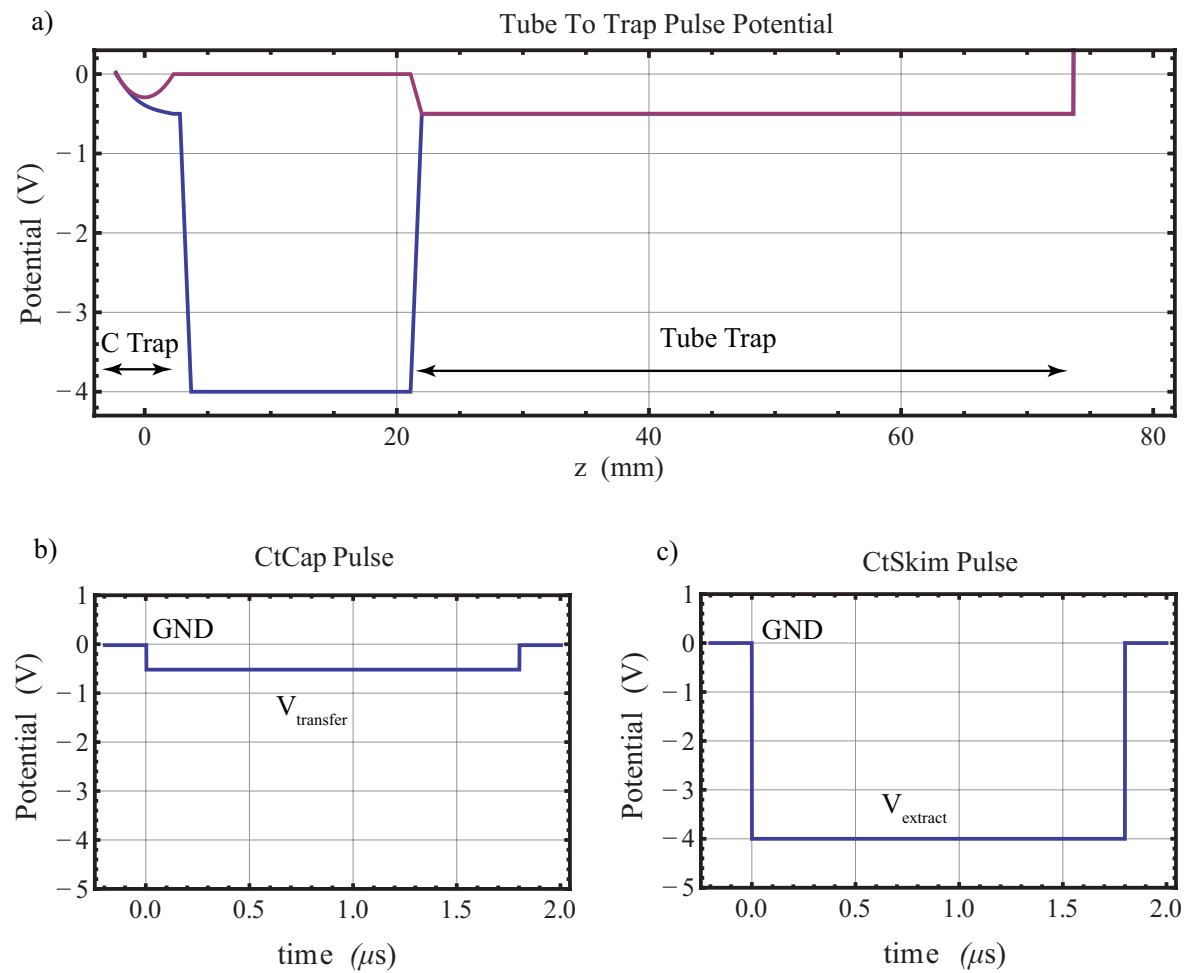 a)
Tube To Trap Pulse Potential
Potential (V)
0
−1
−2
−3
−4
C Trap
Tube Trap
0 20 40 60 80
z (mm)
b)
CtCap Pulse
Potential (V)
1
0
−1
−2
−3
−4
−5
GND
Vtransfer
0.0 0.5 1.0 1.5 2.0
time (μs)
c)
CtSkim Pulse
Potential (V)
1
0
−1
−2
−3
−4
−5
GND
Vextract
0.0 0.5 1.0 1.5 2.0
time (μs)